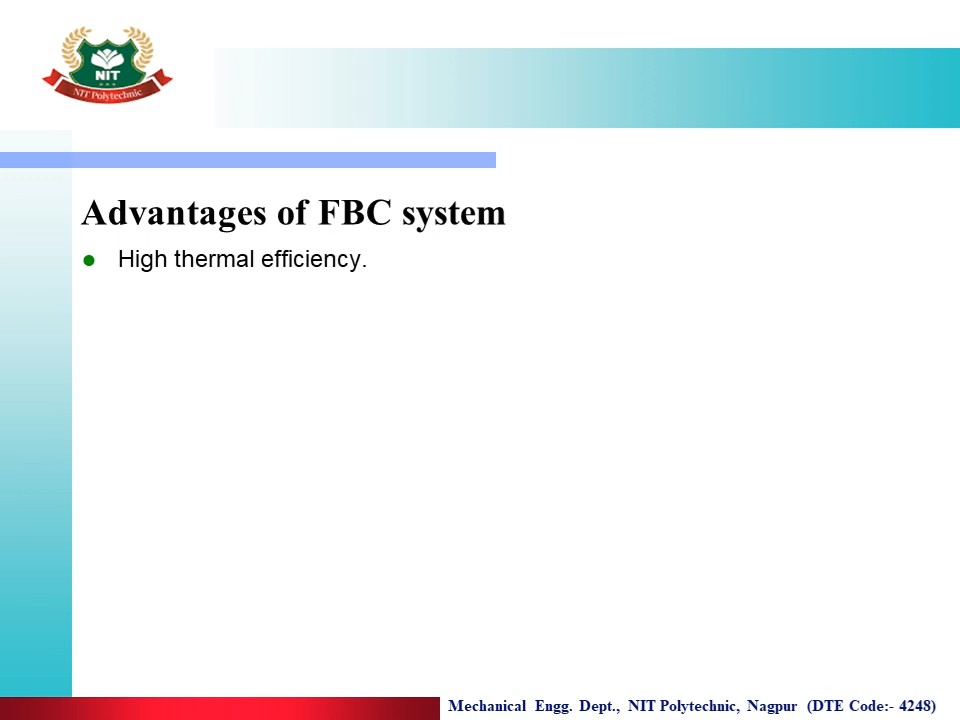 NIT
NIT Polytechnic
Advantages of FBC system
High thermal efficiency.
Mechanical Engg. Dept., NIT Polytechnic, Nagpur (DTE Code:- 4248)